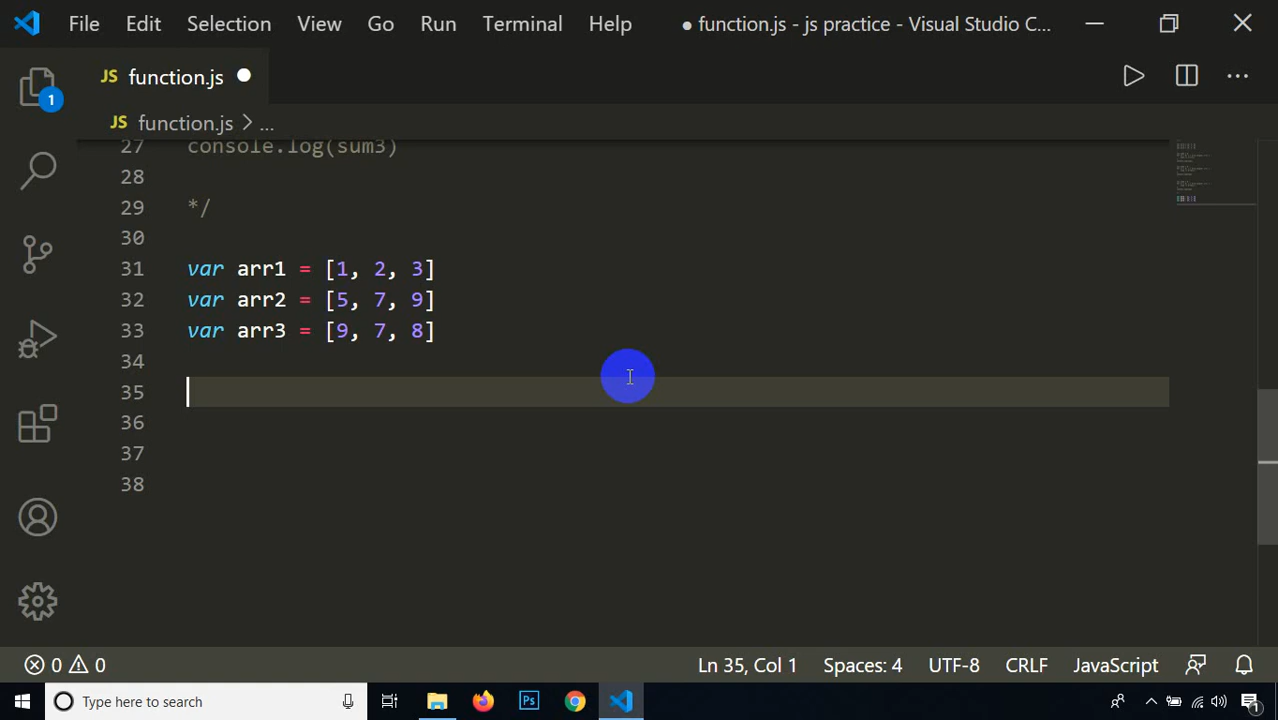 File Edit Selection View Go Run Terminal Help ● function.js - js practice - Visual Studio C...
JS function.js
1
JS function.js > ...
27 console.log(sum3)
28
29 */
30
31 var arr1 = [1, 2, 3]
32 var arr2 = [5, 7, 9]
33 var arr3 = [9, 7, 8]
34
35
36
37
38
0 0 Ln 35, Col 1 Spaces: 4 UTF-8 CRLF JavaScript
Type here to search Ps 1